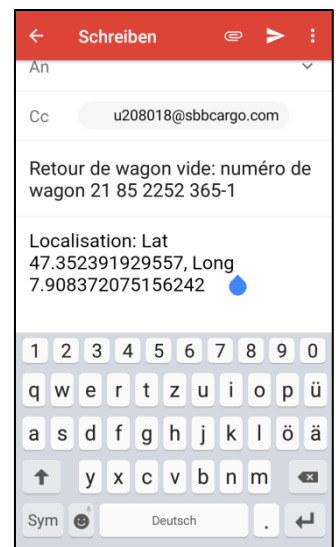 Schreiben
An
Cc u208018@sbbcargo.com
Retour de wagon vide: numéro de
wagon 21 85 2252 365-1
Localisation: Lat
47.352391929557, Long
7.908372075156242
1 2 3 4 5 6 7 8 9 0
q w e r t z u i o p ü
a s d f g h j k l ö ä
y x c v b n m
Sym Deutsch .